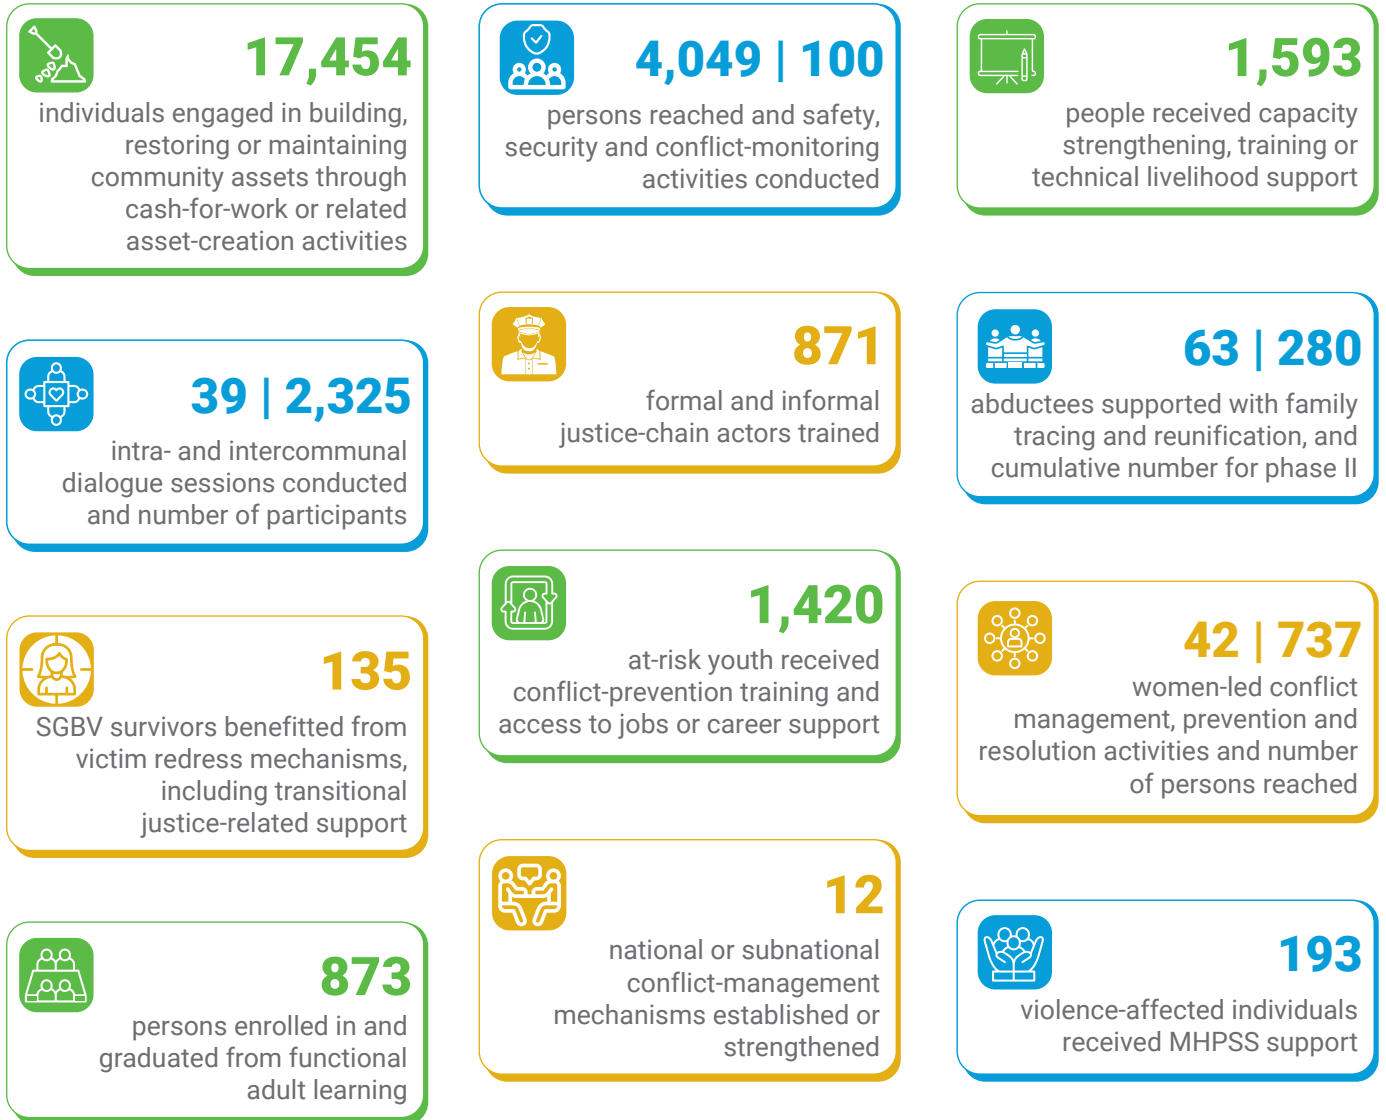 17,454
individuals engaged in building,
restoring or maintaining
community assets through
cash-for-work or related
asset-creation activities
39 | 2,325
intra- and intercommunal
dialogue sessions conducted
and number of participants
135
SGBV survivors benefitted from
victim redress mechanisms,
including transitional
justice-related support
873
persons enrolled in and
graduated from functional
adult learning
4,049 | 100
persons reached and safety,
security and conflict-monitoring
activities conducted
871
formal and informal
justice-chain actors trained
1,420
at-risk youth received
conflict-prevention training and
access to jobs or career support
12
national or subnational
conflict-management
mechanisms established or
strengthened
1,593
people received capacity
strengthening, training or
technical livelihood support
63 | 280
abductees supported with family
tracing and reunification, and
cumulative number for phase II
42 | 737
women-led conflict
management, prevention and
resolution activities and number
of persons reached
193
violence-affected individuals
received MHPSS support